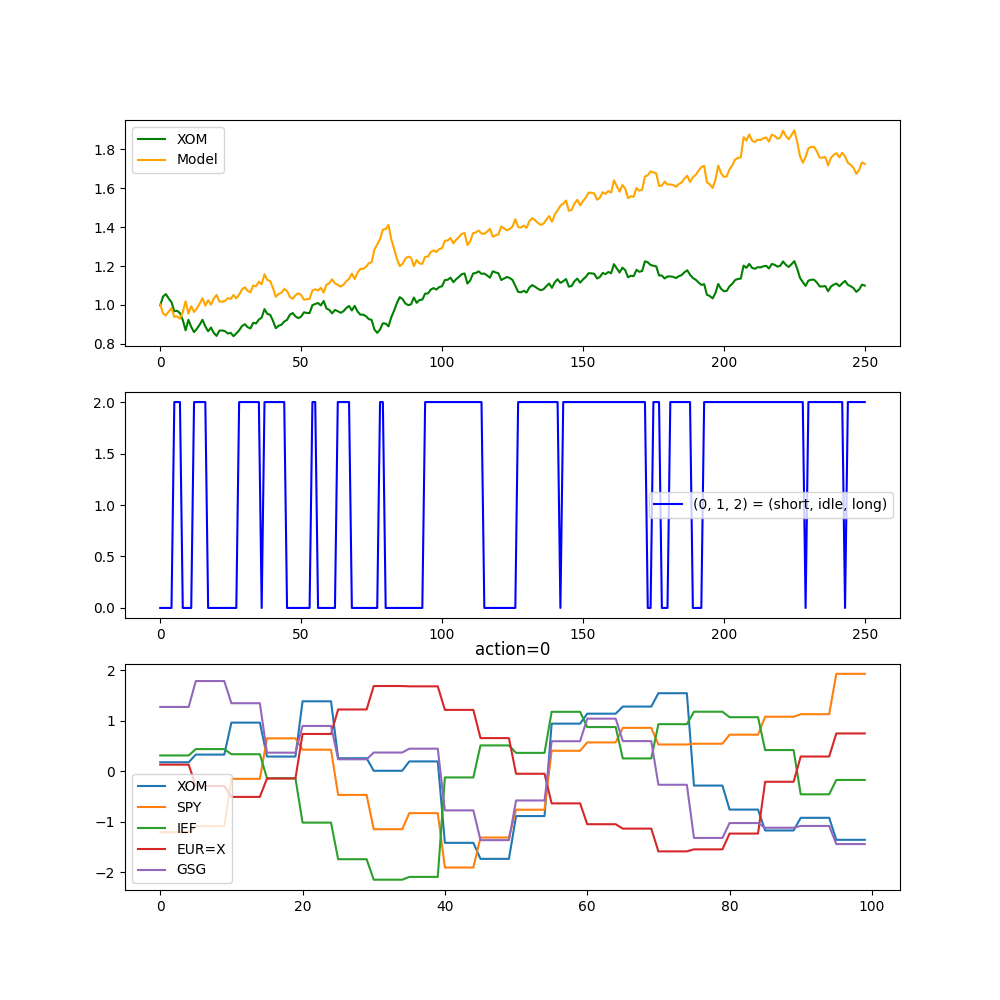 XOM
Model
1.8
1.6
1.4
1.2
1.0
0.8
0 50 100 150 200 250
2.0
1.5
1.0
0.5
0.0
(0, 1, 2) = (short, idle, long)
0 50 100 150 200 250
action=0
2
1
0
−1
−2
XOM
SPY
IEF
EUR=X
GSG
0 20 40 60 80 100